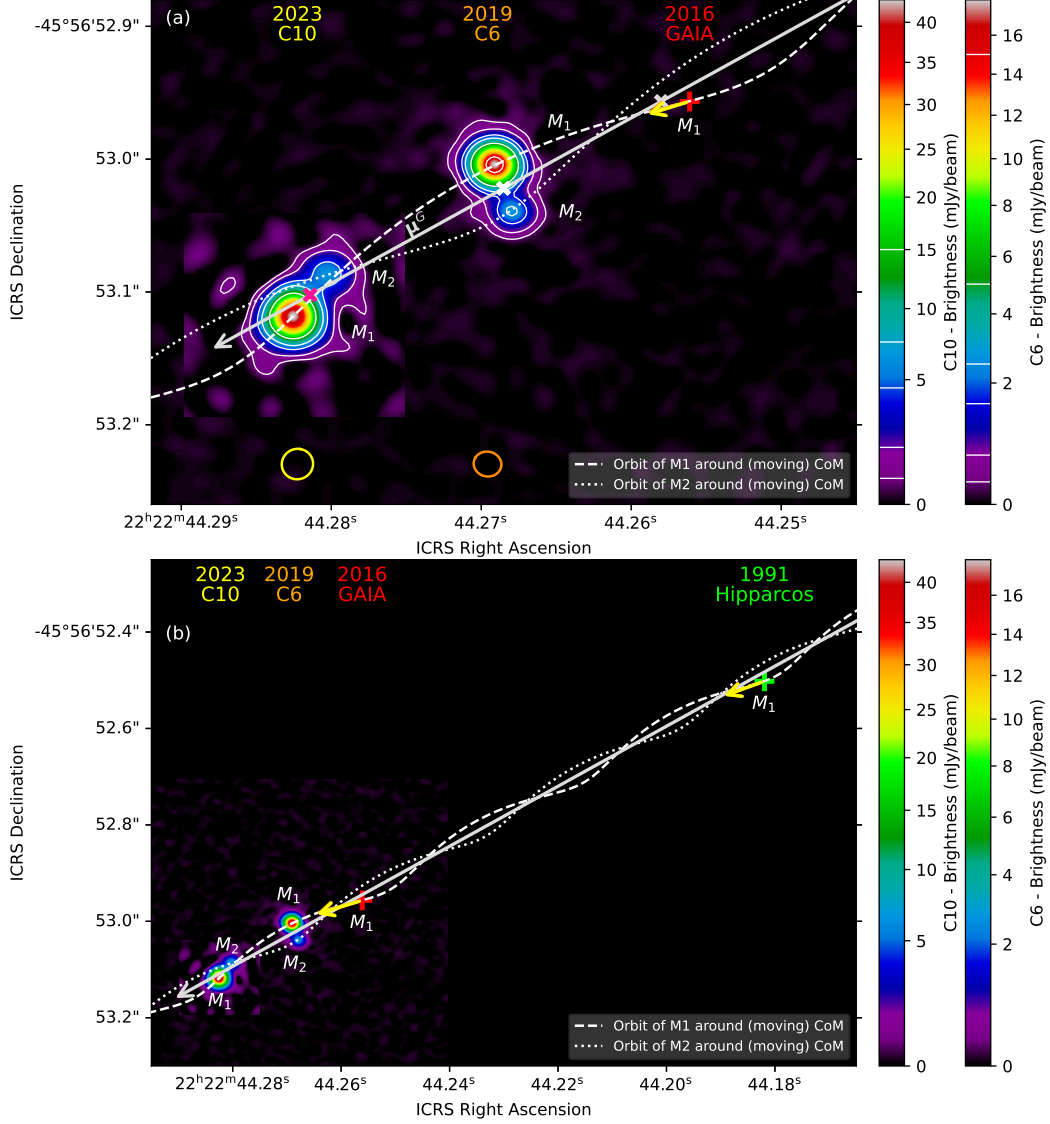 (a)
2023
C10
2019
C6
2016
GAIA
M1
M1
M2
μG
M2
M1
-45°56'52.9"
53.0"
53.1"
53.2"
ICRS Declination
Orbit of M1 around (moving) CoM
Orbit of M2 around (moving) CoM
22h22m44.29s
44.28s
44.27s
44.26s
44.25s
ICRS Right Ascension
40
35
30
25
20
15
10
5
0
C10 - Brightness (mJy/beam)
16
14
12
10
8
6
4
2
0
C6 - Brightness (mJy/beam)
2023
C10
2019
C6
2016
GAIA
1991
Hipparcos
(b)
M1
M1
M1
M2
M2
M1
-45°56'52.4"
52.6"
52.8"
53.0"
53.2"
ICRS Declination
Orbit of M1 around (moving) CoM
Orbit of M2 around (moving) CoM
22h22m44.28s
44.26s
44.24s
44.22s
44.20s
44.18s
ICRS Right Ascension
40
35
30
25
20
15
10
5
0
C10 - Brightness (mJy/beam)
16
14
12
10
8
6
4
2
0
C6 - Brightness (mJy/beam)